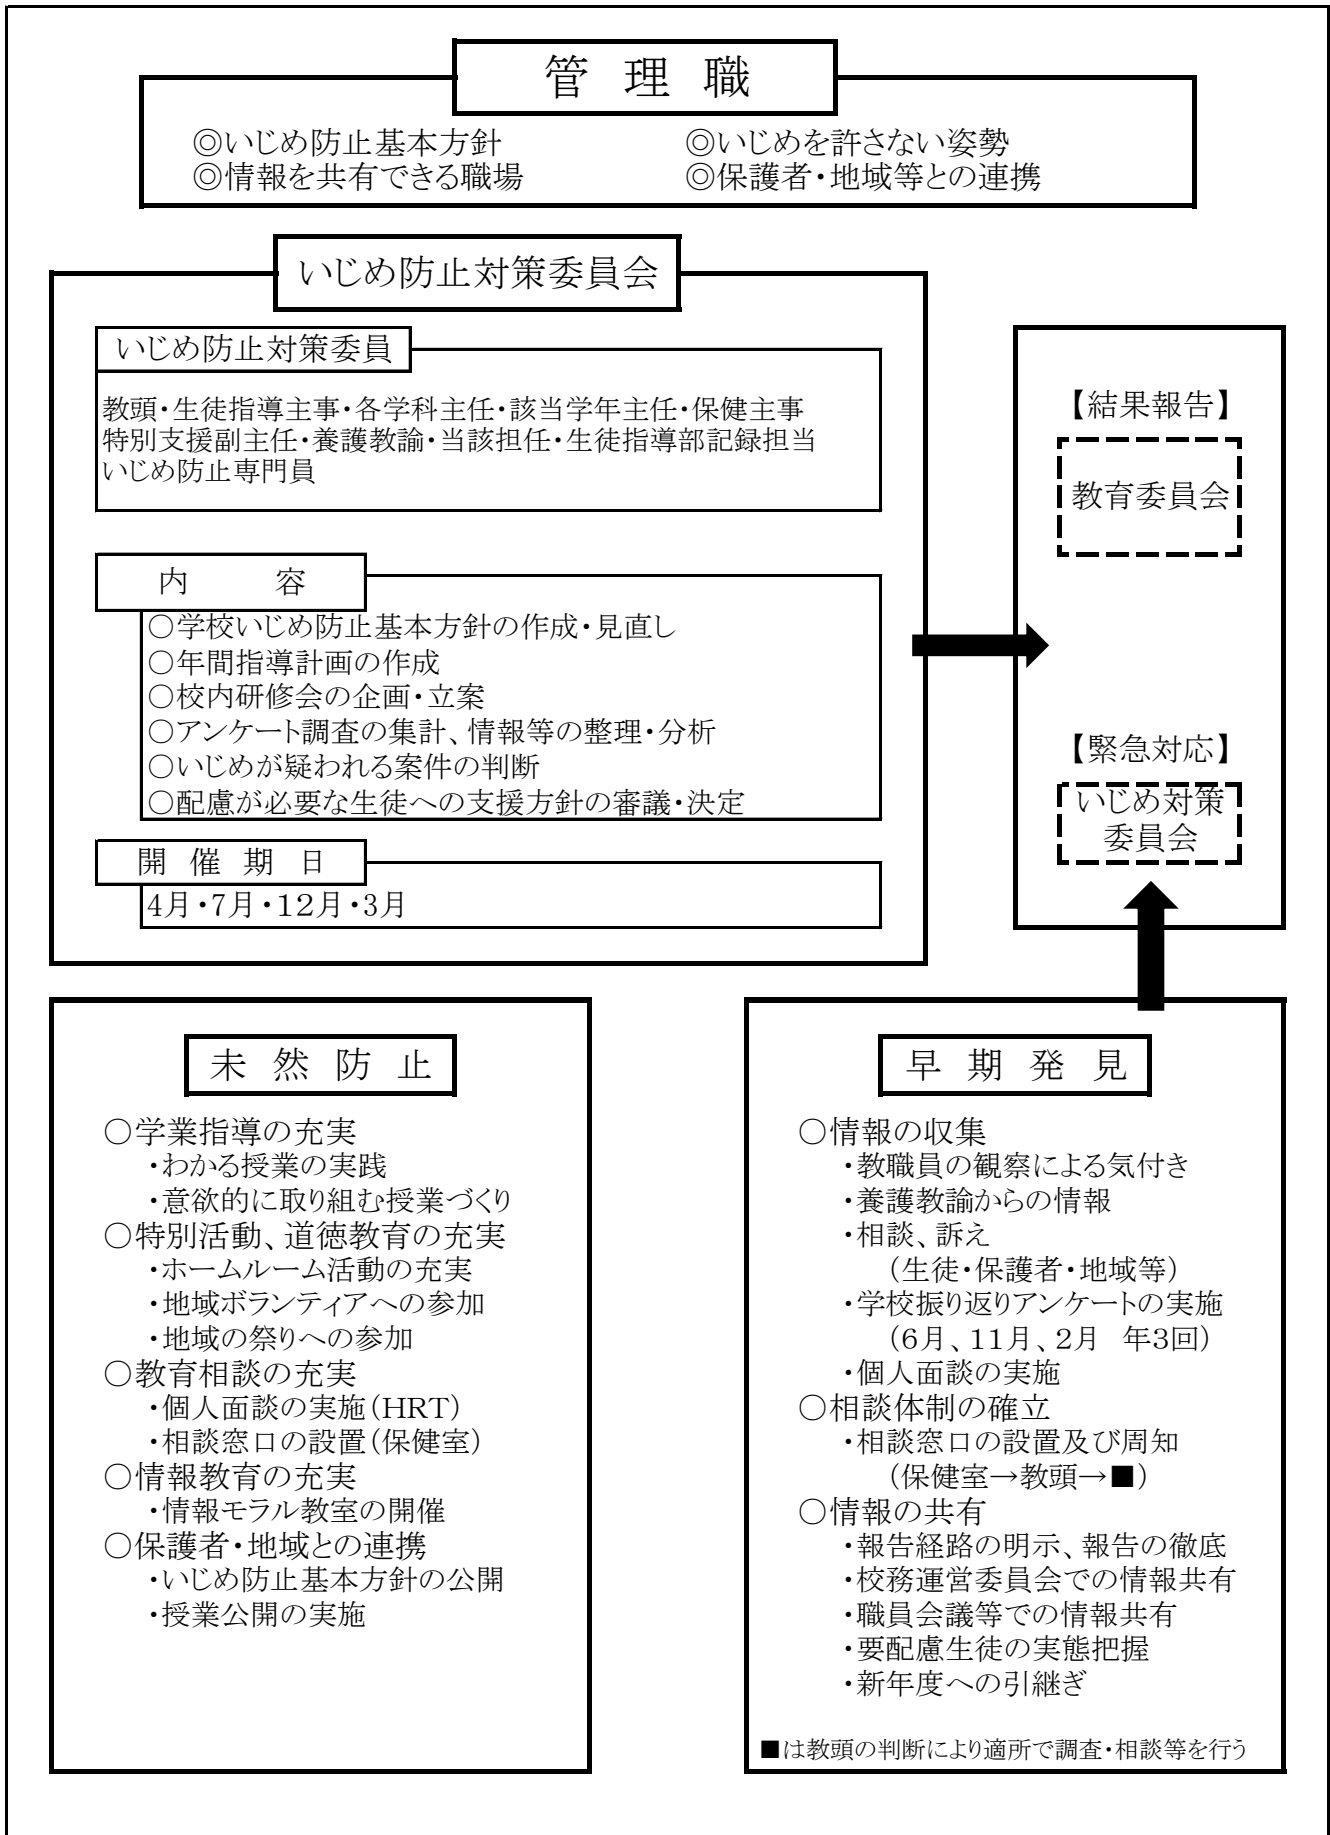 管理職
◎いじめ防止基本方針
◎いじめを許さない姿勢
◎情報を共有できる職場
◎保護者・地域等との連携
いじめ防止対策委員会
いじめ防止対策委員
教頭・生徒指導主事・各学科主任・該当学年主任・保健主事
特別支援副主任・養護教諭・当該担任・生徒指導部記録担当
いじめ防止専門員
内　　容
○学校いじめ防止基本方針の作成・見直し
○年間指導計画の作成
○校内研修会の企画・立案
○アンケート調査の集計、情報等の整理・分析
○いじめが疑われる案件の判断
○配慮が必要な生徒への支援方針の審議・決定
開催期日
4月・7月・12月・3月
【結果報告】
教育委員会
【緊急対応】
いじめ対策
委員会
未然防止
○学業指導の充実
・わかる授業の実践
・意欲的に取り組む授業づくり
○特別活動、道徳教育の充実
・ホームルーム活動の充実
・地域ボランティアへの参加
・地域の祭りへの参加
○教育相談の充実
・個人面談の実施(HRT)
・相談窓口の設置(保健室)
○情報教育の充実
・情報モラル教室の開催
○保護者・地域との連携
・いじめ防止基本方針の公開
・授業公開の実施
早期発見
○情報の収集
・教職員の観察による気付き
・養護教諭からの情報
・相談、訴え
(生徒・保護者・地域等)
・学校振り返りアンケートの実施
(6月、11月、2月　年3回)
・個人面談の実施
○相談体制の確立
・相談窓口の設置及び周知
(保健室→教頭→■)
○情報の共有
・報告経路の明示、報告の徹底
・校務運営委員会での情報共有
・職員会議等での情報共有
・要配慮生徒の実態把握
・新年度への引継ぎ
■は教頭の判断により適所で調査・相談等を行う